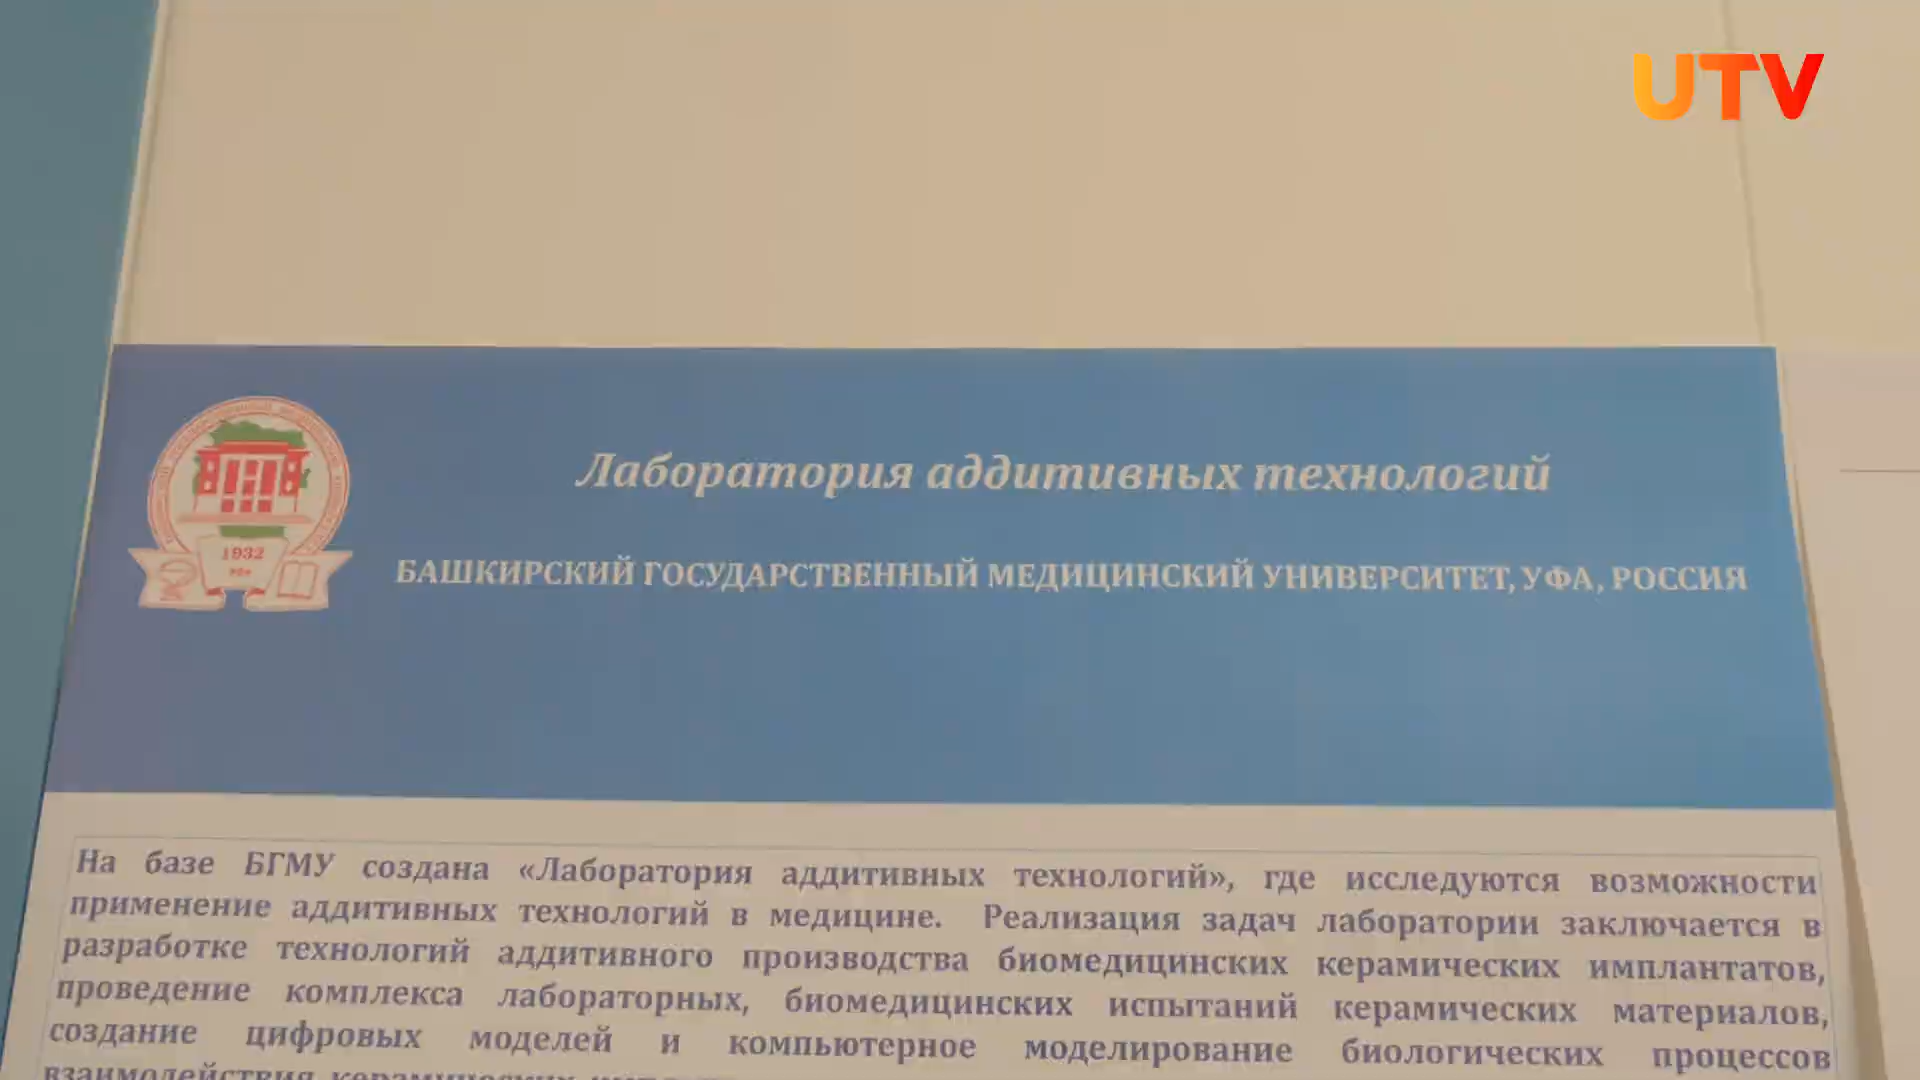 UTV
Лаборатория аддитивных технологий
БАШКИРСКИЙ ГОСУДАРСТВЕННЫЙ МЕДИЦИНСКИЙ УНИВЕРСИТЕТ, УФА, РОССИЯ
1932
На базе БГМУ создана «Лаборатория аддитивных технологий», где исследуются возможности
применение аддитивных технологий в медицине. Реализация задач лаборатории заключается в
разработке технологий аддитивного производства биомедицинских керамических имплантатов,
проведение комплекса лабораторных, биомедицинских испытаний керамических материалов,
создание цифровых моделей и компьютерное моделирование биологических процессов
взаимодействия керамических